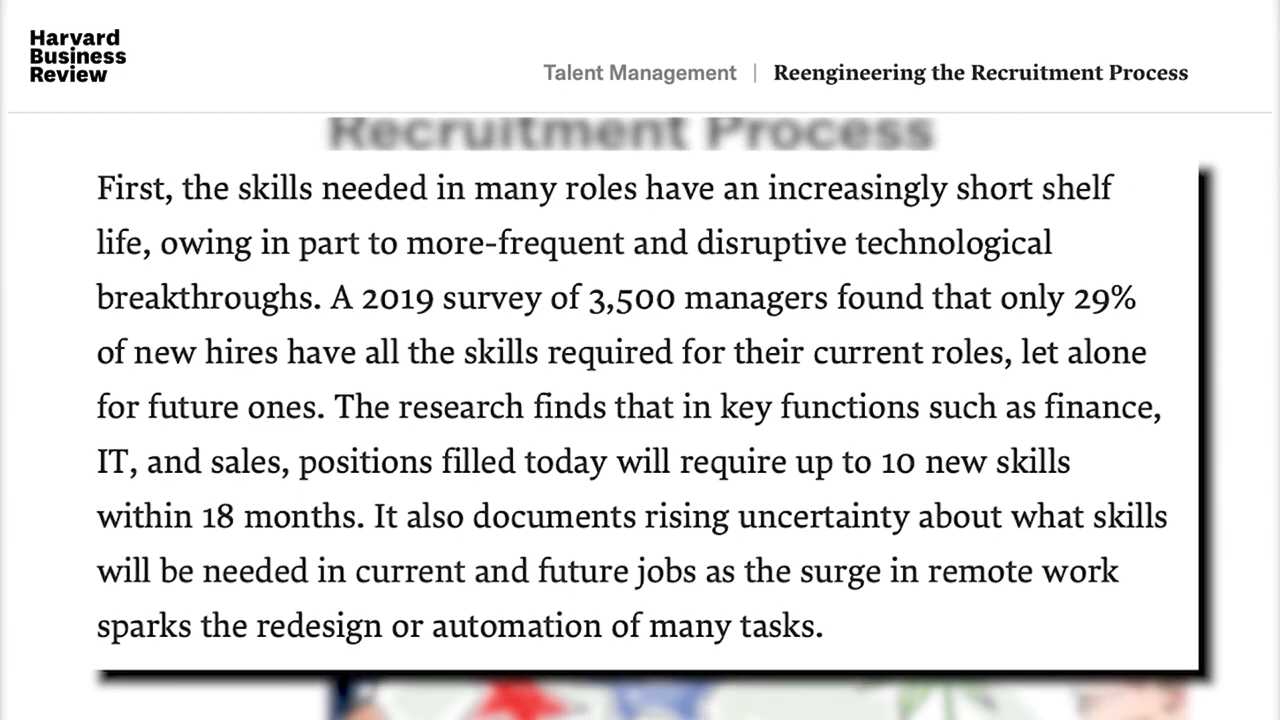 Harvard
Business
Review
Talent Management | Reengineering the Recruitment Process
Recruitment Process
First, the skills needed in many roles have an increasingly short shelf
life, owing in part to more-frequent and disruptive technological
breakthroughs. A 2019 survey of 3,500 managers found that only 29%
of new hires have all the skills required for their current roles, let alone
for future ones. The research finds that in key functions such as finance,
IT, and sales, positions filled today will require up to 10 new skills
within 18 months. It also documents rising uncertainty about what skills
will be needed in current and future jobs as the surge in remote work
sparks the redesign or automation of many tasks.